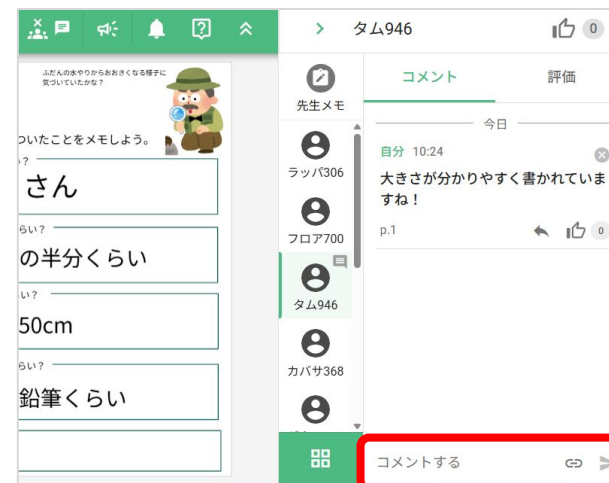 ふだんの水やりからおおきくなる様子に
気づいていたかな？
ついたことをメモしよう。
い？
さん
らい？
の半分くらい
い？
50cm
らい？
鉛筆くらい
タム946
0
先生メモ
ラッパ306
フロア700
タム946
カバサ368
コメント
評価
今日
自分 10:24
大きさが分かりやすく書かれていま
すね！
p.1
0
コメントする